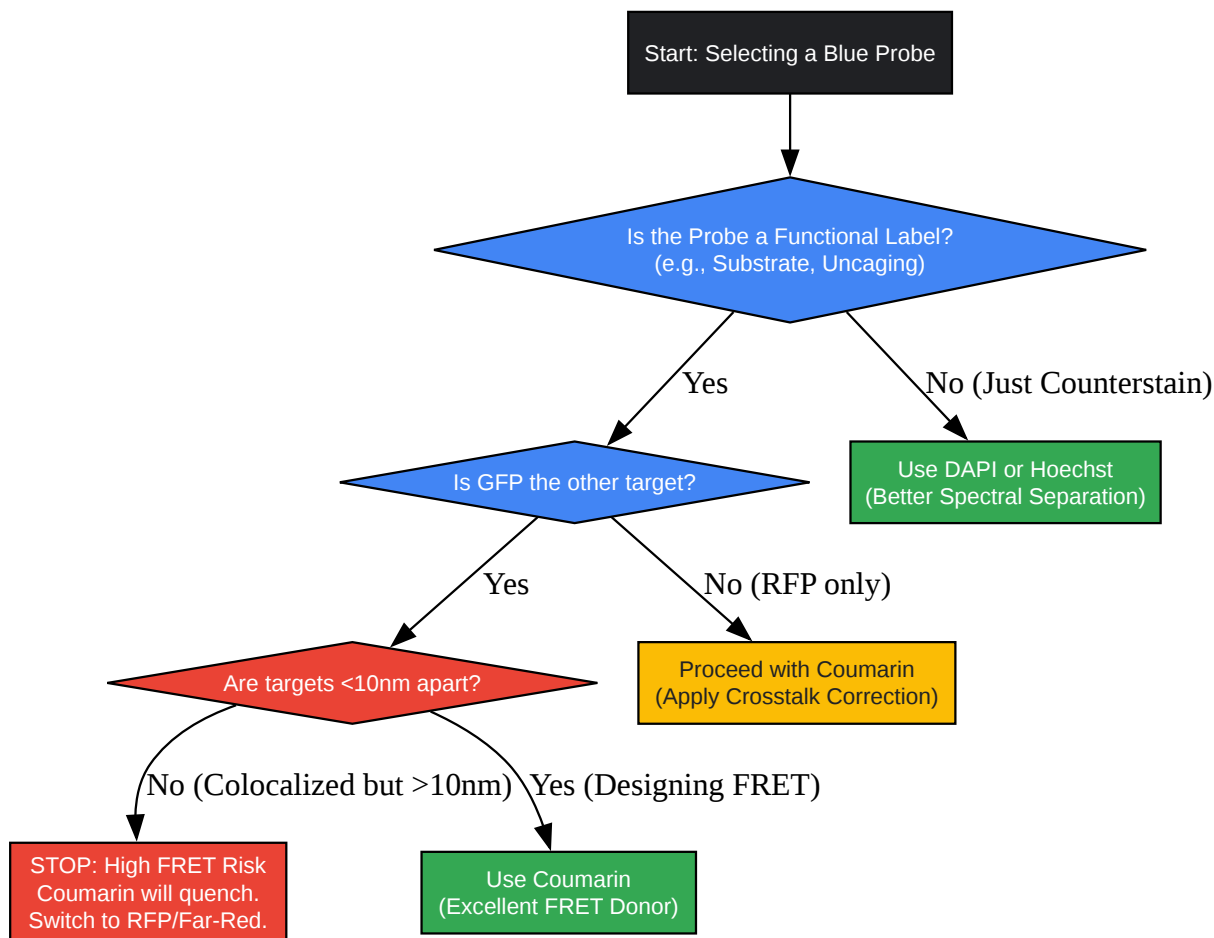 Start: Selecting a Blue Probe
Is the Probe a Functional Label?
(e.g., Substrate, Uncaging)
Yes
No (Just Counterstain)
Is GFP the other target?
Use DAPI or Hoechst
(Better Spectral Separation)
Yes
No (RFP only)
Are targets <10nm apart?
Proceed with Coumarin
(Apply Crosstalk Correction)
No (Colocalized but >10nm)
Yes (Designing FRET)
STOP: High FRET Risk
Coumarin will quench.
Switch to RFP/Far-Red.
Use Coumarin
(Excellent FRET Donor)